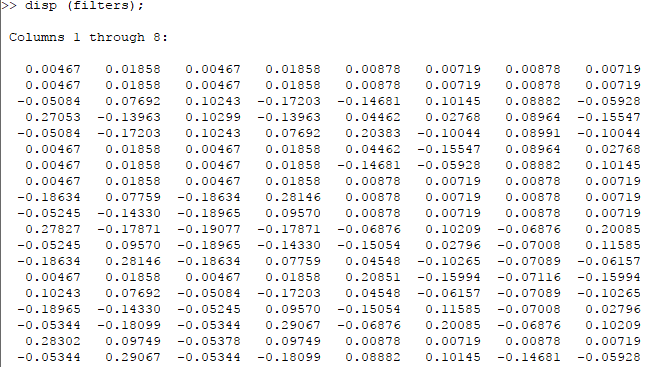 >> disp (filters);
Columns 1 through 8:
0.00467 0.01858 0.00467 0.01858 0.00878 0.00719 0.00878 0.00719
0.00467 0.01858 0.00467 0.01858 0.00878 0.00719 0.00878 0.00719
-0.05084 0.07692 0.10243 -0.17203 -0.14681 0.10145 0.08882 -0.05928
0.27053 -0.13963 0.10299 -0.13963 0.04462 0.02768 0.08964 -0.15547
-0.05084 -0.17203 0.10243 0.07692 0.20383 -0.10044 0.08991 -0.10044
0.00467 0.01858 0.00467 0.01858 0.04462 -0.15547 0.08964 0.02768
0.00467 0.01858 0.00467 0.01858 -0.14681 -0.05928 0.08882 0.10145
0.00467 0.01858 0.00467 0.01858 0.00878 0.00719 0.00878 0.00719
-0.18634 0.07759 -0.18634 0.28146 0.00878 0.00719 0.00878 0.00719
-0.05245 -0.14330 -0.18965 0.09570 0.00878 0.00719 0.00878 0.00719
0.27827 -0.17871 -0.19077 -0.17871 -0.06876 0.10209 -0.06876 0.20085
-0.05245 0.09570 -0.18965 -0.14330 -0.15054 0.02796 -0.07008 0.11585
-0.18634 0.28146 -0.18634 0.07759 0.04548 -0.10265 -0.07089 -0.06157
0.00467 0.01858 0.00467 0.01858 0.20851 -0.15994 -0.07116 -0.15994
0.10243 0.07692 -0.05084 -0.17203 0.04548 -0.06157 -0.07089 -0.10265
-0.18965 -0.14330 -0.05245 0.09570 -0.15054 0.11585 -0.07008 0.02796
-0.05344 -0.18099 -0.05344 0.29067 -0.06876 0.20085 -0.06876 0.10209
0.28302 0.09749 -0.05378 0.09749 0.00878 0.00719 0.00878 0.00719
-0.05344 0.29067 -0.05344 -0.18099 0.08882 0.10145 -0.14681 -0.05928